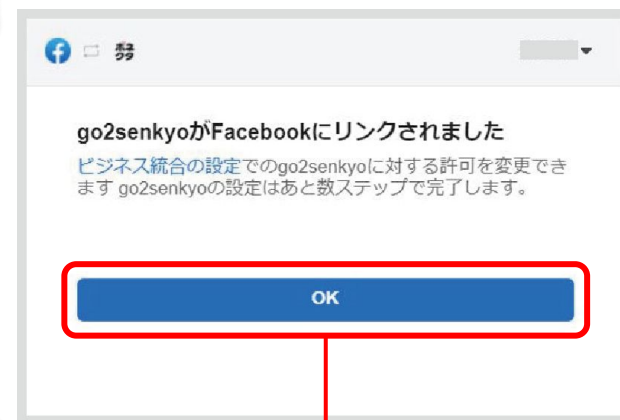 go2senkyoがFacebookにリンクされました
ビジネス統合の設定でのgo2senkyoに対する許可を変更でき
ます go2senkyoの設定はあと数ステップで完了します。
OK